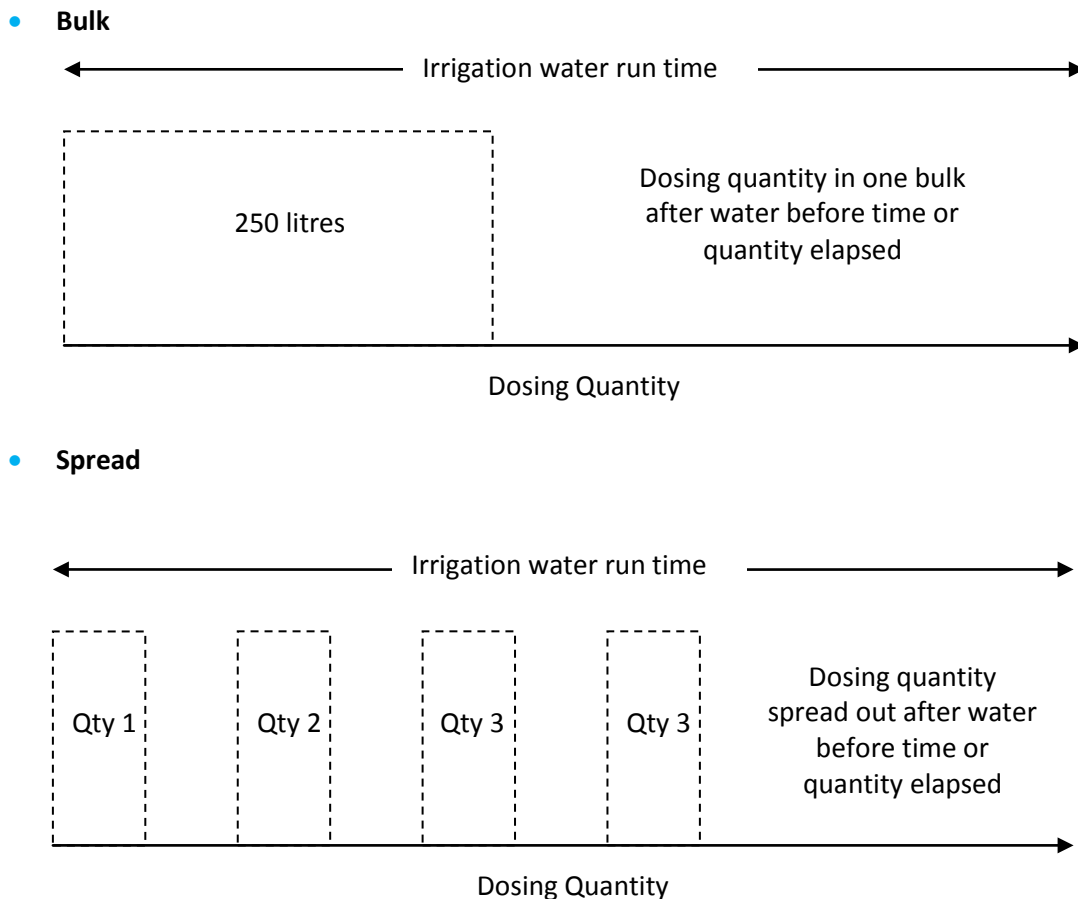 • Bulk
Irrigation water run time
250 litres
Dosing quantity in one bulk
after water before time or
quantity elapsed
Dosing Quantity
• Spread
Irrigation water run time
Qty 1
Qty 2
Qty 3
Qty 3
Dosing quantity
spread out after water
before time or
quantity elapsed
Dosing Quantity